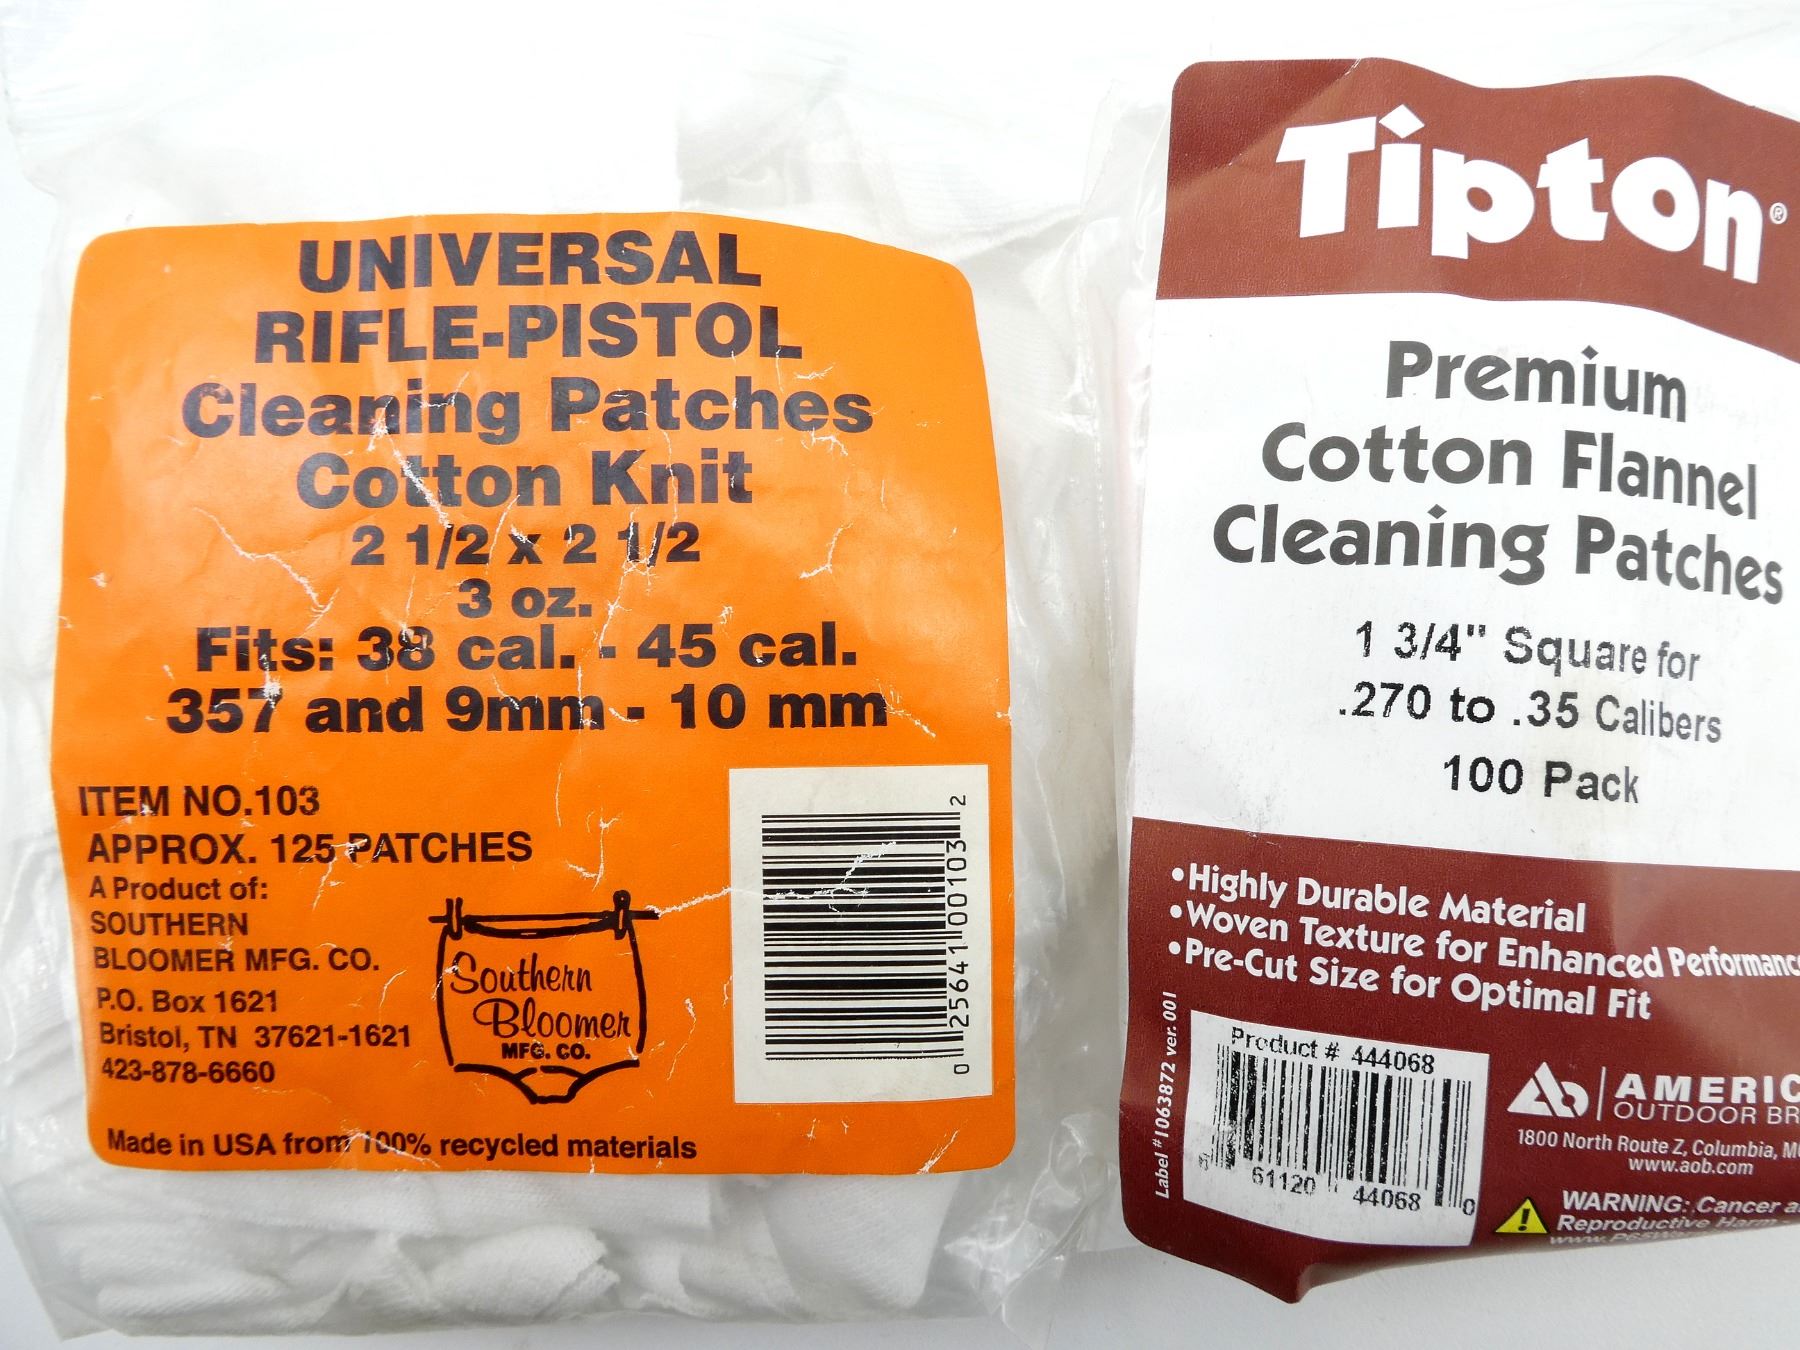 UNIVERSAL
RIFLE-PISTOL
Cleaning Patches
Cotton Knit
2 1/2 x 2 1/2
3 oz.
Fits: 38 cal. - 45 cal.
357 and 9mm - 10 mm
ITEM NO.103
APPROX. 125 PATCHES
A Product of:
SOUTHERN
BLOOMER MFG. CO.
P.O. Box 1621
Bristol, TN 37621-1621
423-878-6660
Southern
Bloomer
MFG. CO.
0 25641 00103 2
Made in USA from 100% recycled materials
Tipton®
Premium
Cotton Flannel
Cleaning Patches
1 3/4" Square for
.270 to .35 Calibers
100 Pack
•Highly Durable Material
•Woven Texture for Enhanced Performanc
•Pre-Cut Size for Optimal Fit
Label #1063872 ver. 001
Product # 444068
6 61120 44068 0
AMERIC
OUTDOOR BR
1800 North Route Z, Columbia, M
www.aob.com
WARNING: Cancer a
Reproductive Harm -